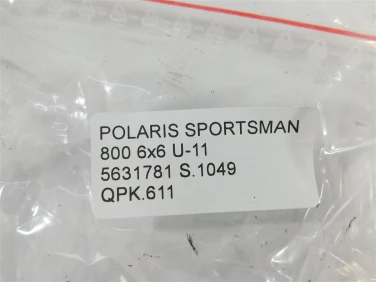 POLARIS SPORTSMAN
800 6x6 U-11
5631781 S.1049
QPK.611